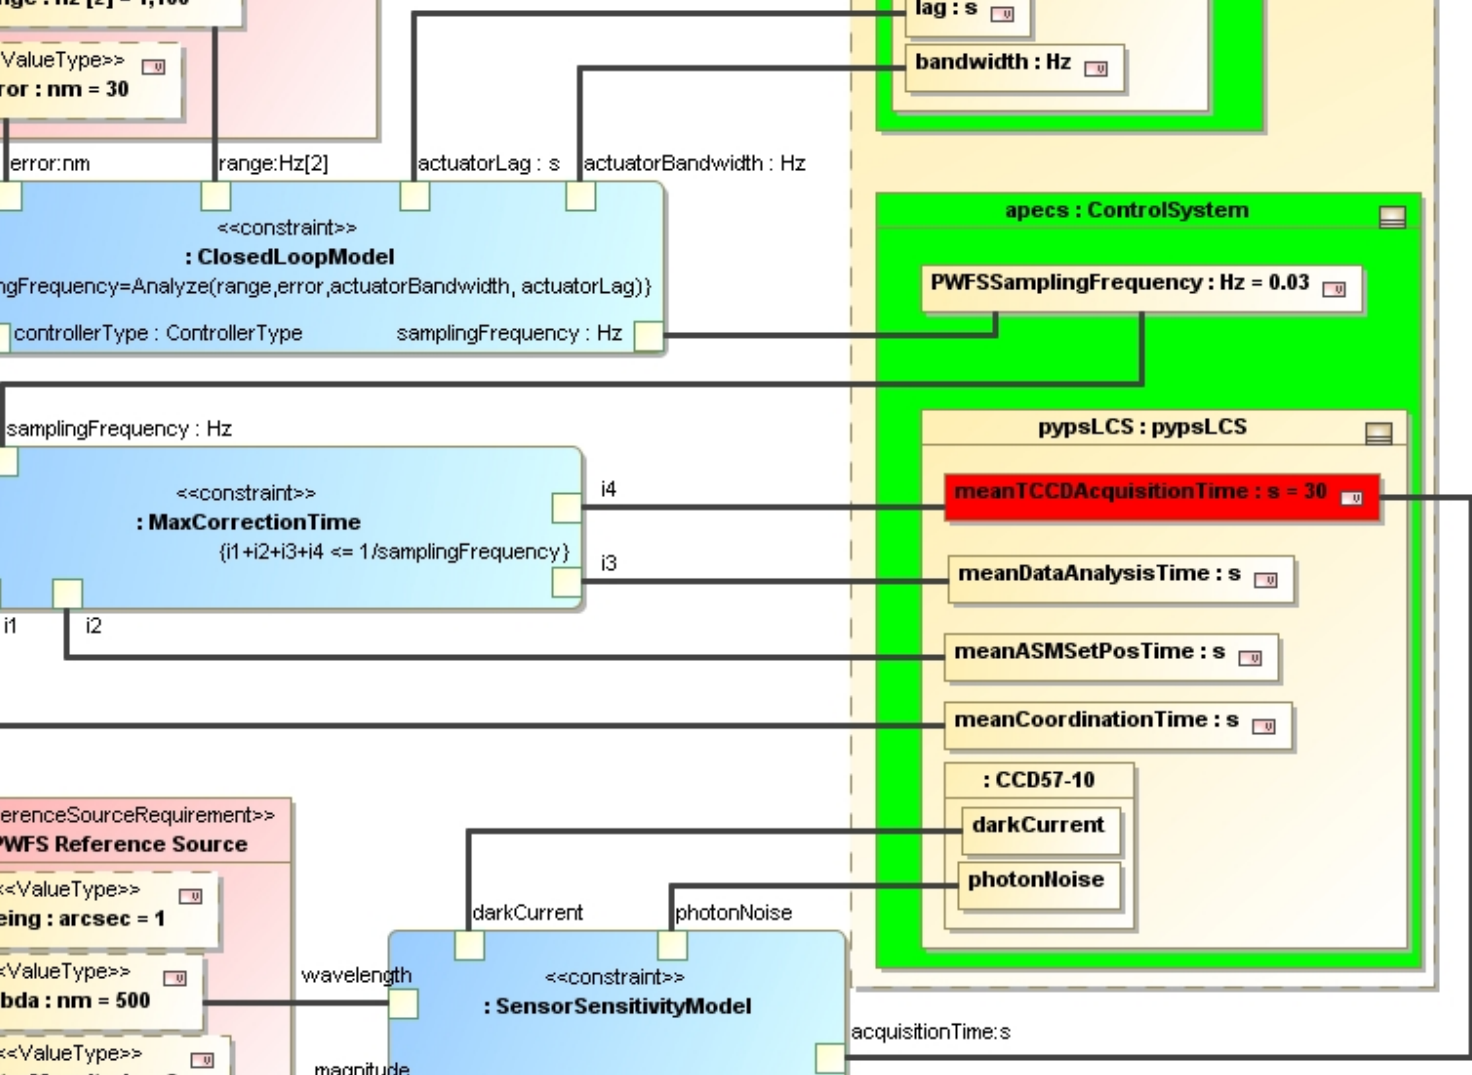 lag : s
bandwidth : Hz
ValueType>>
ror : nm = 30
error:nm
range:Hz[2]
actuatorLag : s
actuatorBandwidth : Hz
<<constraint>>
: ClosedLoopModel
ngFrequency=Analyze(range,error,actuatorBandwidth, actuatorLag)}
controllerType : ControllerType
samplingFrequency : Hz
apecs : ControlSystem
PWFSSamplingFrequency : Hz = 0.03
samplingFrequency : Hz
<<constraint>>
: MaxCorrectionTime
{i1+i2+i3+i4 <= 1/samplingFrequency}
i4
i3
i1
i2
pypsLCS : pypsLCS
meanTCCDAcquisitionTime : s = 30
meanDataAnalysisTime : s
meanASMSetPosTime : s
meanCoordinationTime : s
: CCD57-10
darkCurrent
photonNoise
erenceSourceRequirement>>
PWFS Reference Source
<<ValueType>>
eing : arcsec = 1
<ValueType>>
bda : nm = 500
<<ValueType>>
darkCurrent
photonNoise
wavelength
<<constraint>>
: SensorSensitivityModel
magnitude
acquisitionTime:s